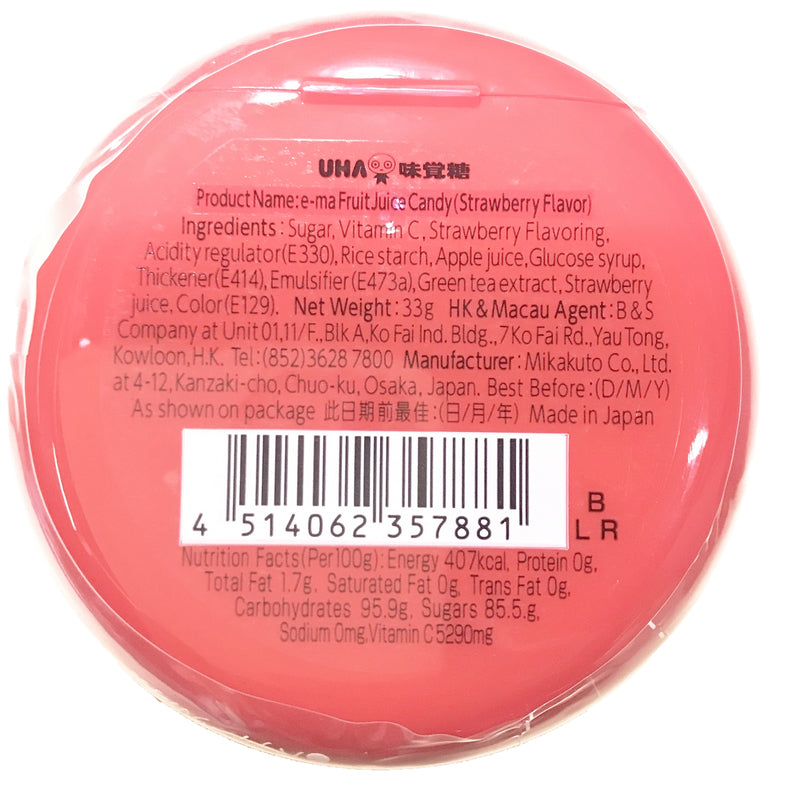 UHA 味覚糖
Product Name: e-ma Fruit Juice Candy (Strawberry Flavor)
Ingredients: Sugar, Vitamin C, Strawberry Flavoring,
Acidity regulator(E330), Rice starch, Apple juice, Glucose syrup,
Thickener(E414), Emulsifier(E473a), Green tea extract, Strawberry
juice, Color(E129). Net Weight: 33g HK & Macau Agent: B & S
Company at Unit 01,11/F., Blk A, Ko Fai Ind. Bldg., 7 Ko Fai Rd., Yau Tong,
Kowloon, H.K. Tel: (852) 3628 7800 Manufacturer: Mikakuto Co., Ltd.
at 4-12, Kanzaki-cho, Chuo-ku, Osaka, Japan. Best Before: (D/M/Y)
As shown on package 此日期前最佳:(日/月/年) Made in Japan
4 514062 357881
B
L R
Nutrition Facts (Per100g): Energy 407kcal, Protein 0g,
Total Fat 1.7g, Saturated Fat 0g, Trans Fat 0g,
Carbohydrates 95.9g, Sugars 85.5.g,
Sodium 0mg, Vitamin C 5290mg